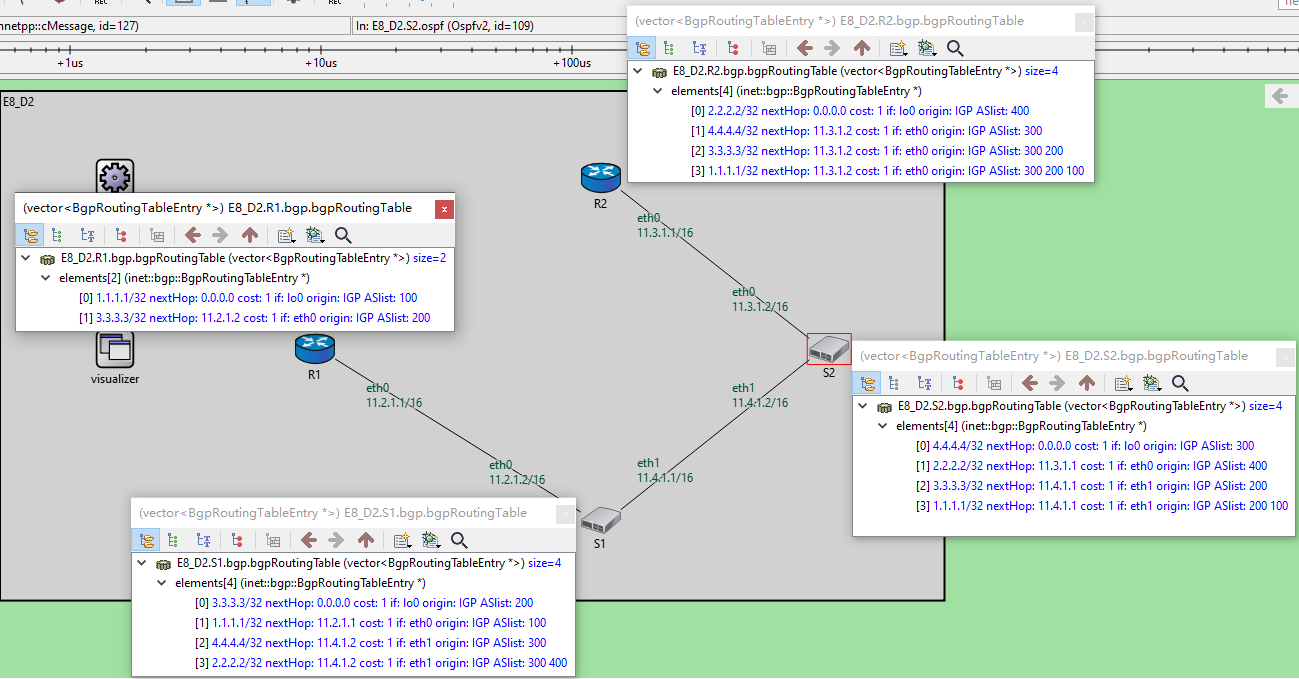 REC
REC
nnetpp::cMessage, id=127)
In: E8_D2.S2.ospf (Ospfv2, id=109)
+1us
+10us
+100us
E8_D2
(vector<BgpRoutingTableEntry *>) E8_D2.R2.bgp.bgpRoutingTable
E8_D2.R2.bgp.bgpRoutingTable (vector<BgpRoutingTableEntry *>) size=4
elements[4] (inet::bgp::BgpRoutingTableEntry *)
[0] 2.2.2.2/32 nextHop: 0.0.0.0 cost: 1 if: lo0 origin: IGP ASlist: 400
[1] 4.4.4.4/32 nextHop: 11.3.1.2 cost: 1 if: eth0 origin: IGP ASlist: 300
[2] 3.3.3.3/32 nextHop: 11.3.1.2 cost: 1 if: eth0 origin: IGP ASlist: 300 200
[3] 1.1.1.1/32 nextHop: 11.3.1.2 cost: 1 if: eth0 origin: IGP ASlist: 300 200 100
R2
eth0
11.3.1.1/16
(vector<BgpRoutingTableEntry *>) E8_D2.R1.bgp.bgpRoutingTable
x
E8_D2.R1.bgp.bgpRoutingTable (vector<BgpRoutingTableEntry *>) size=2
elements[2] (inet::bgp::BgpRoutingTableEntry *)
[0] 1.1.1.1/32 nextHop: 0.0.0.0 cost: 1 if: lo0 origin: IGP ASlist: 100
[1] 3.3.3.3/32 nextHop: 11.2.1.2 cost: 1 if: eth0 origin: IGP ASlist: 200
eth0
11.3.1.2/16
visualizer
R1
S2
eth0
11.2.1.1/16
eth1
11.4.1.2/16
(vector<BgpRoutingTableEntry *>) E8_D2.S2.bgp.bgpRoutingTable
E8_D2.S2.bgp.bgpRoutingTable (vector<BgpRoutingTableEntry *>) size=4
elements[4] (inet::bgp::BgpRoutingTableEntry *)
[0] 4.4.4.4/32 nextHop: 0.0.0.0 cost: 1 if: lo0 origin: IGP ASlist: 300
[1] 2.2.2.2/32 nextHop: 11.3.1.1 cost: 1 if: eth0 origin: IGP ASlist: 400
[2] 3.3.3.3/32 nextHop: 11.4.1.1 cost: 1 if: eth1 origin: IGP ASlist: 200
[3] 1.1.1.1/32 nextHop: 11.4.1.1 cost: 1 if: eth1 origin: IGP ASlist: 200 100
eth0
11.2.1.2/16
eth1
11.4.1.1/16
S1
(vector<BgpRoutingTableEntry *>) E8_D2.S1.bgp.bgpRoutingTable
E8_D2.S1.bgp.bgpRoutingTable (vector<BgpRoutingTableEntry *>) size=4
elements[4] (inet::bgp::BgpRoutingTableEntry *)
[0] 3.3.3.3/32 nextHop: 0.0.0.0 cost: 1 if: lo0 origin: IGP ASlist: 200
[1] 1.1.1.1/32 nextHop: 11.2.1.1 cost: 1 if: eth0 origin: IGP ASlist: 100
[2] 4.4.4.4/32 nextHop: 11.4.1.2 cost: 1 if: eth1 origin: IGP ASlist: 300
[3] 2.2.2.2/32 nextHop: 11.4.1.2 cost: 1 if: eth1 origin: IGP ASlist: 300 400